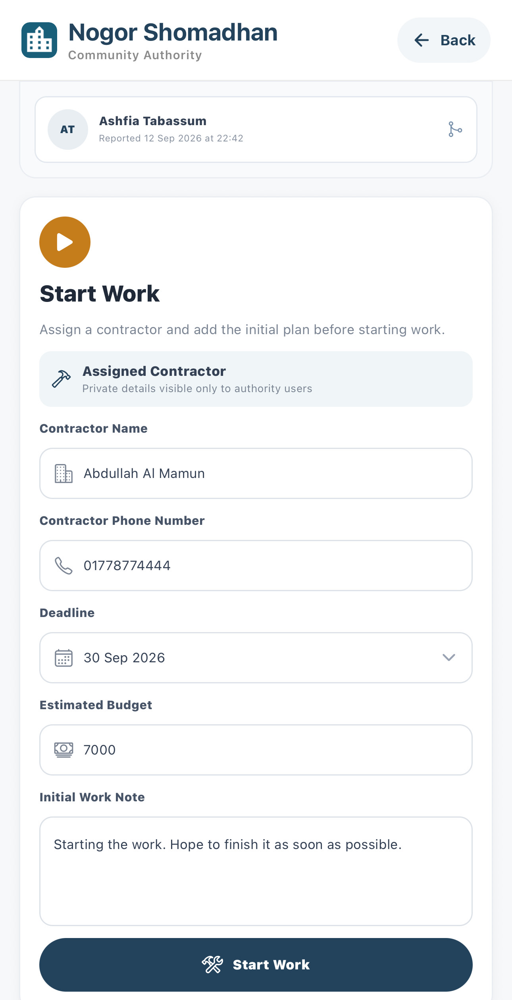 Nogor Shomadhan
Community Authority
Back
AT
Ashfia Tabassum
Reported 12 Sep 2026 at 22:42
Start Work
Assign a contractor and add the initial plan before starting work.
Assigned Contractor
Private details visible only to authority users
Contractor Name
Abdullah Al Mamun
Contractor Phone Number
01778774444
Deadline
30 Sep 2026
Estimated Budget
7000
Initial Work Note
Starting the work. Hope to finish it as soon as possible.
Start Work